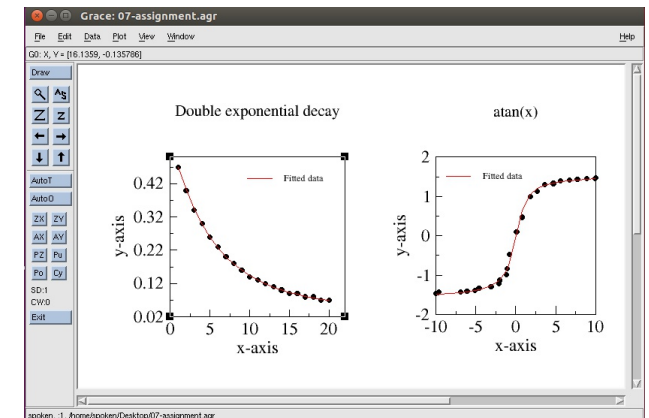 Grace: 07-assignment.agr
File Edit Data Plot View Window Help
G0: X, Y = [16.1359, -0.135786]
Draw
A S
Z z
AutoT
AutoO
ZX ZY
AX AY
PZ Pu
Po Cy
SD:1
CW:0
Exit
Double exponential decay
Fitted data
0.42
0.32
0.22
0.12
0.02
0 5 10 15 20
y-axis
x-axis
atan(x)
Fitted data
2
1
0
-1
-2
-10 -5 0 5 10
y-axis
x-axis
spoken, :1, /home/spoken/Desktop/07-assignment.agr